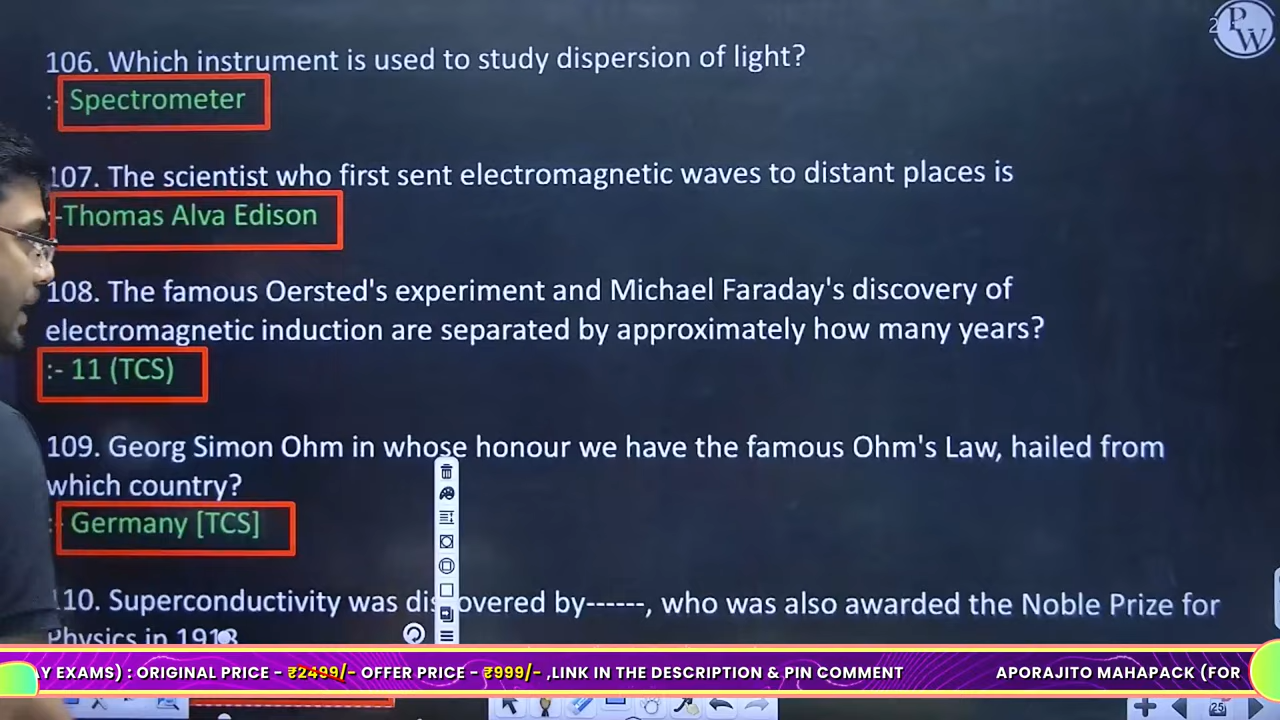 PW
2
106. Which instrument is used to study dispersion of light?
:- Spectrometer
107. The scientist who first sent electromagnetic waves to distant places is
:-Thomas Alva Edison
108. The famous Oersted's experiment and Michael Faraday's discovery of
electromagnetic induction are separated by approximately how many years?
:- 11 (TCS)
109. Georg Simon Ohm in whose honour we have the famous Ohm's Law, hailed from
which country?
:- Germany [TCS]
110. Superconductivity was discovered by------, who was also awarded the Noble Prize for
Physics in 1913
AY EXAMS) : ORIGINAL PRICE - ₹2499/- OFFER PRICE - ₹999/- ,LINK IN THE DESCRIPTION & PIN COMMENT APORAJITO MAHAPACK (FOR
25